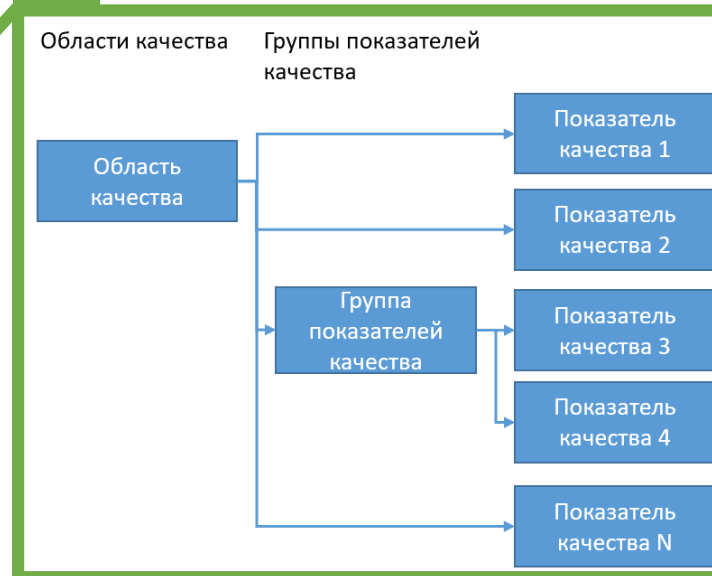 Области качества
Группы показателей
качества
Показатель
качества 1
Область
качества
Показатель
качества 2
Группа
показателей
качества
Показатель
качества 3
Показатель
качества 4
Показатель
качества N